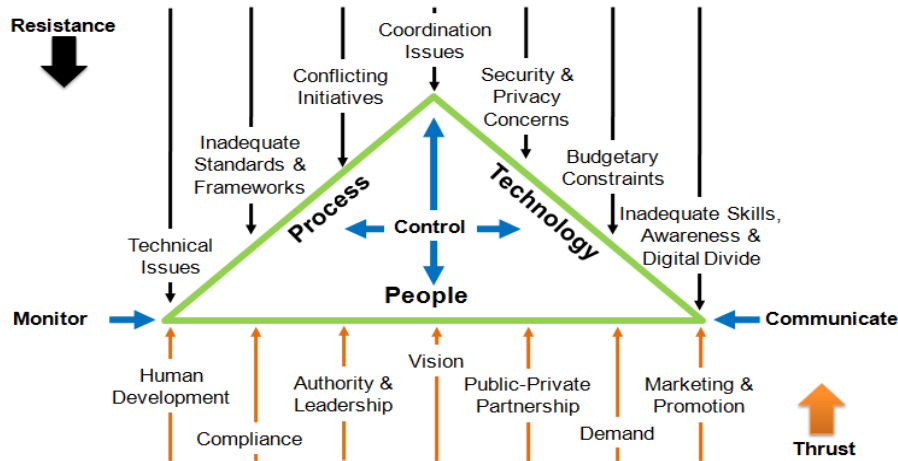 Resistance
Coordination
Issues
Conflicting
Initiatives
Security &
Privacy
Concerns
Inadequate
Standards &
Frameworks
Budgetary
Constraints
Process
Technology
Control
Inadequate Skills,
Awareness &
Digital Divide
Technical
Issues
People
Monitor
Communicate
Human
Development
Compliance
Authority &
Leadership
Vision
Public-Private
Partnership
Demand
Marketing &
Promotion
Thrust